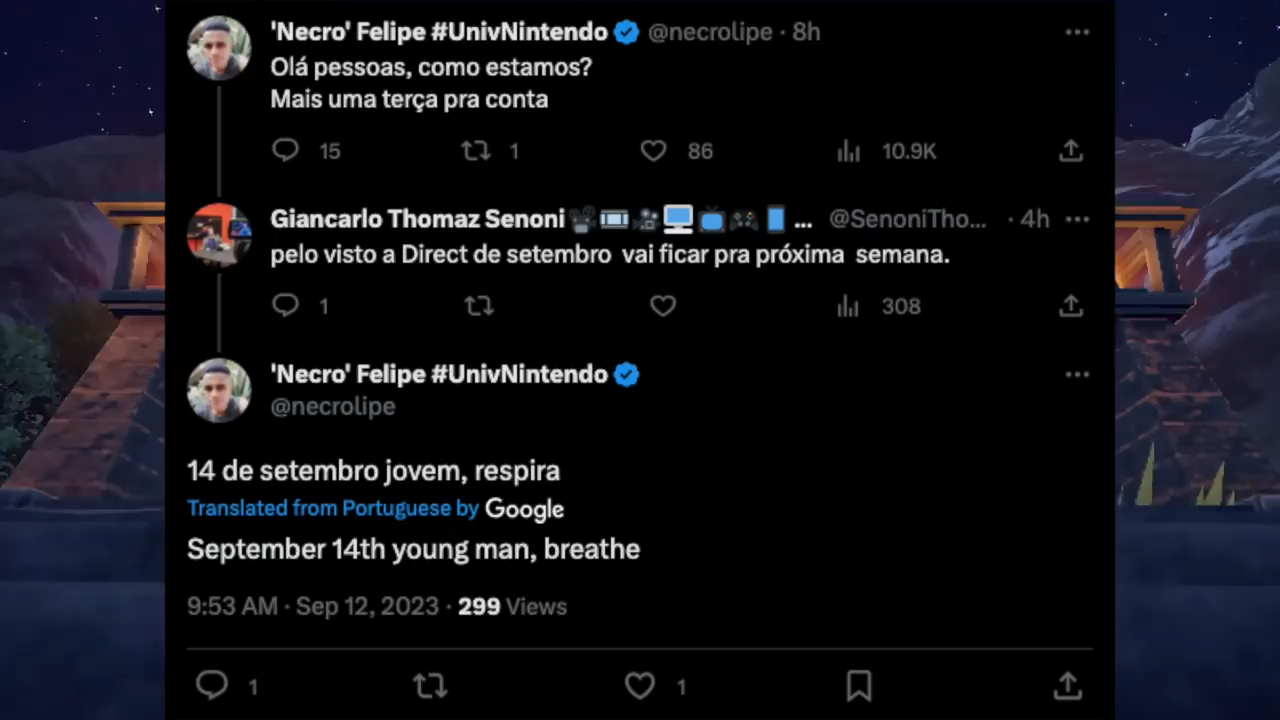 'Necro' Felipe #UnivNintendo @necrolipe · 8h
Olá pessoas, como estamos?
Mais uma terça pra conta
15 1 86 10.9K
Giancarlo Thomaz Senoni 📽️🎞️🎥🖥️📺🎮📱 ... @SenoniTho... · 4h
pelo visto a Direct de setembro  vai ficar pra próxima  semana.
1 308
'Necro' Felipe #UnivNintendo
@necrolipe
14 de setembro jovem, respira
Translated from Portuguese by Google
September 14th young man, breathe
9:53 AM · Sep 12, 2023 · 299 Views
1 1